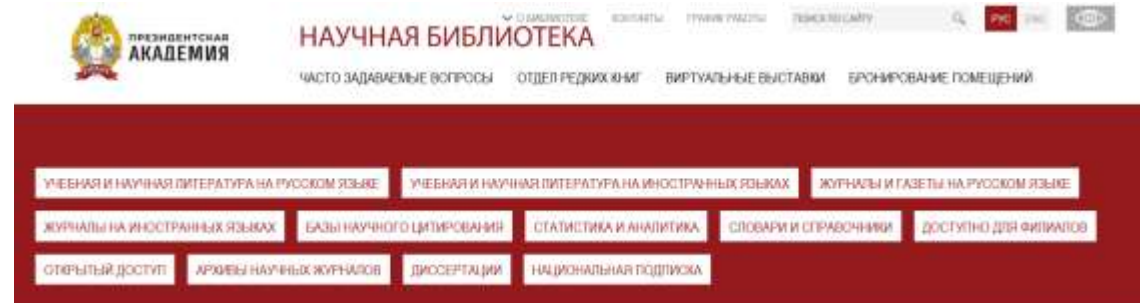 О БИБЛИОТЕКЕ КОНТАКТЫ ГРАФИК РАБОТЫ ПОИСК ПО САЙТУ РУС ENG
ПРЕЗИДЕНТСКАЯ
АКАДЕМИЯ
НАУЧНАЯ БИБЛИОТЕКА
ЧАСТО ЗАДАВАЕМЫЕ ВОПРОСЫ ОТДЕЛ РЕДКИХ КНИГ ВИРТУАЛЬНЫЕ ВЫСТАВКИ БРОНИРОВАНИЕ ПОМЕЩЕНИЙ
УЧЕБНАЯ И НАУЧНАЯ ЛИТЕРАТУРА НА РУССКОМ ЯЗЫКЕ УЧЕБНАЯ И НАУЧНАЯ ЛИТЕРАТУРА НА ИНОСТРАННЫХ ЯЗЫКАХ ЖУРНАЛЫ И ГАЗЕТЫ НА РУССКОМ ЯЗЫКЕ
ЖУРНАЛЫ НА ИНОСТРАННЫХ ЯЗЫКАХ БАЗЫ НАУЧНОГО ЦИТИРОВАНИЯ СТАТИСТИКА И АНАЛИТИКА СЛОВАРИ И СПРАВОЧНИКИ ДОСТУПНО ДЛЯ ФИЛИАЛОВ
ОТКРЫТЫЙ ДОСТУП АРХИВЫ НАУЧНЫХ ЖУРНАЛОВ ДИССЕРТАЦИИ НАЦИОНАЛЬНАЯ ПОДПИСКА